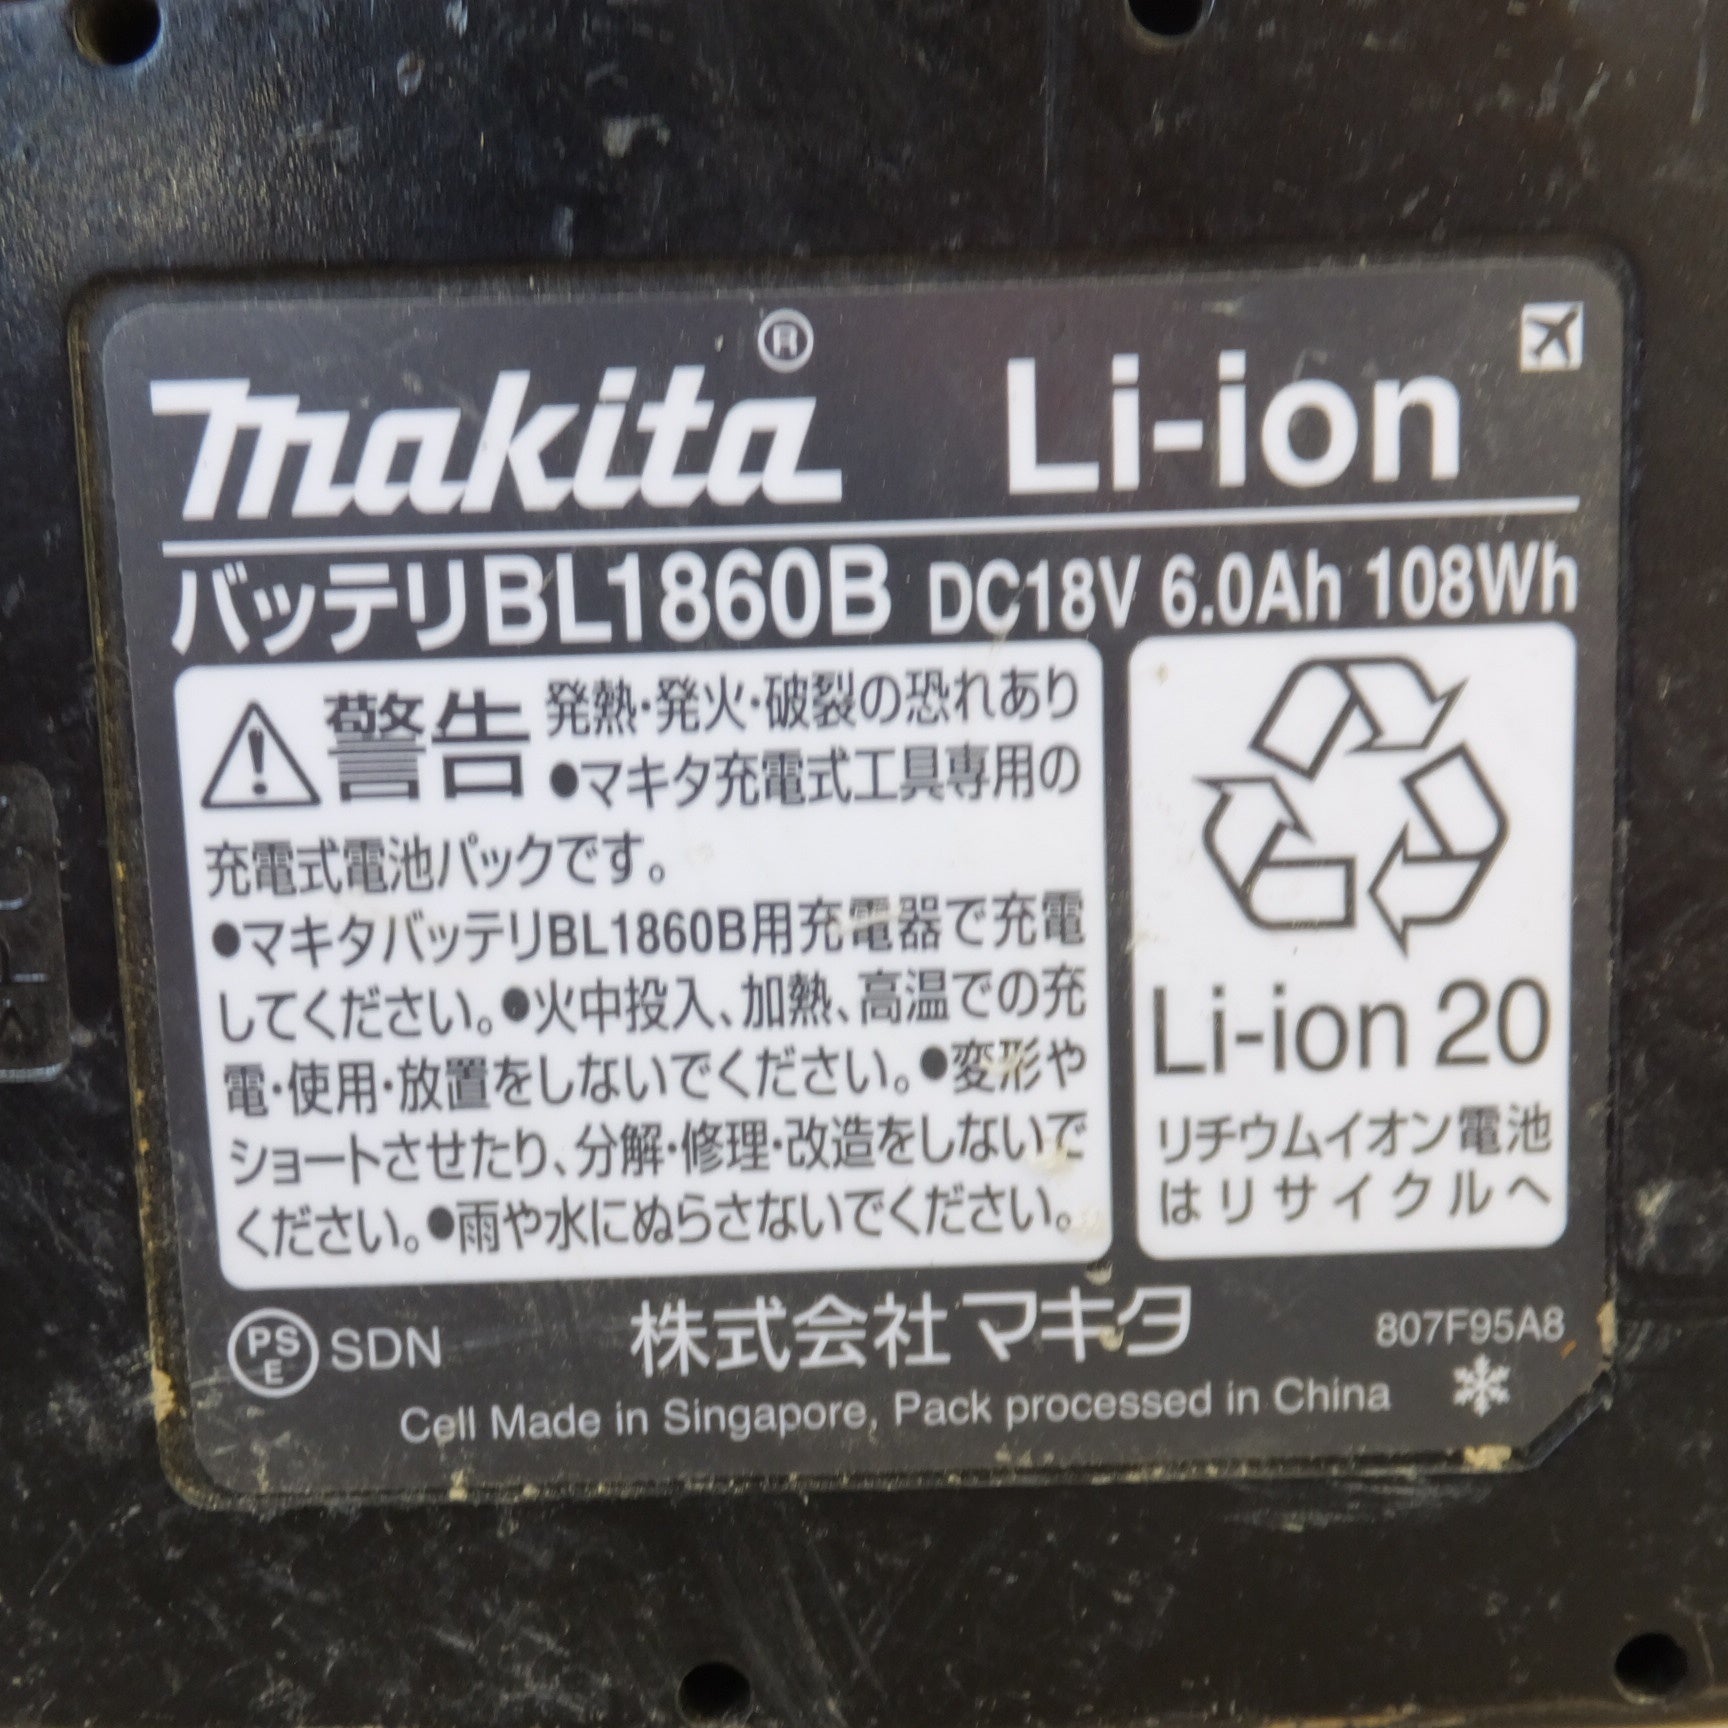 makita® Li-ion
バッテリBL1860B DC18V 6.0Ah 108Wh
警告 発熱・発火・破裂の恐れあり
●マキタ充電式工具専用の
充電式電池パックです。
●マキタバッテリBL1860B用充電器で充電
してください。●火中投入、加熱、高温での充
電・使用・放置をしないでください。●変形や
ショートさせたり、分解・修理・改造をしないで
ください。●雨や水にぬらさないでください。
Li-ion 20
リチウムイオン電池
はリサイクルへ
PS
E
SDN
株式会社マキタ
807F95A8
Cell Made in Singapore, Pack processed in China